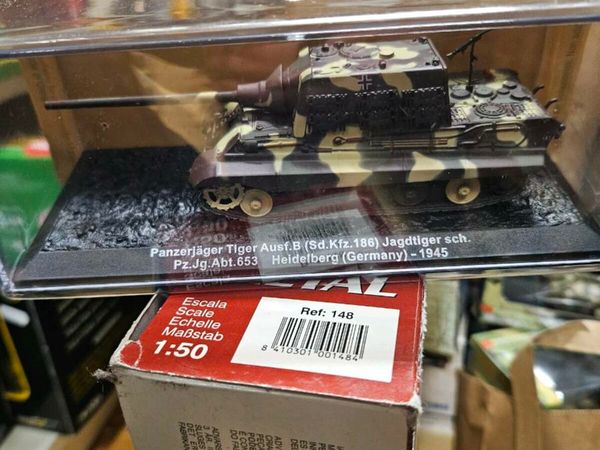 Panzerjäger Tiger Ausf.B (Sd.Kfz.186) Jagdtiger sch.
Pz.Jg.Abt.653 Heidelberg (Germany) - 1945
Escala
Scale
Echelle
Maßstab
1:50
Ref: 148
8 410301 001484